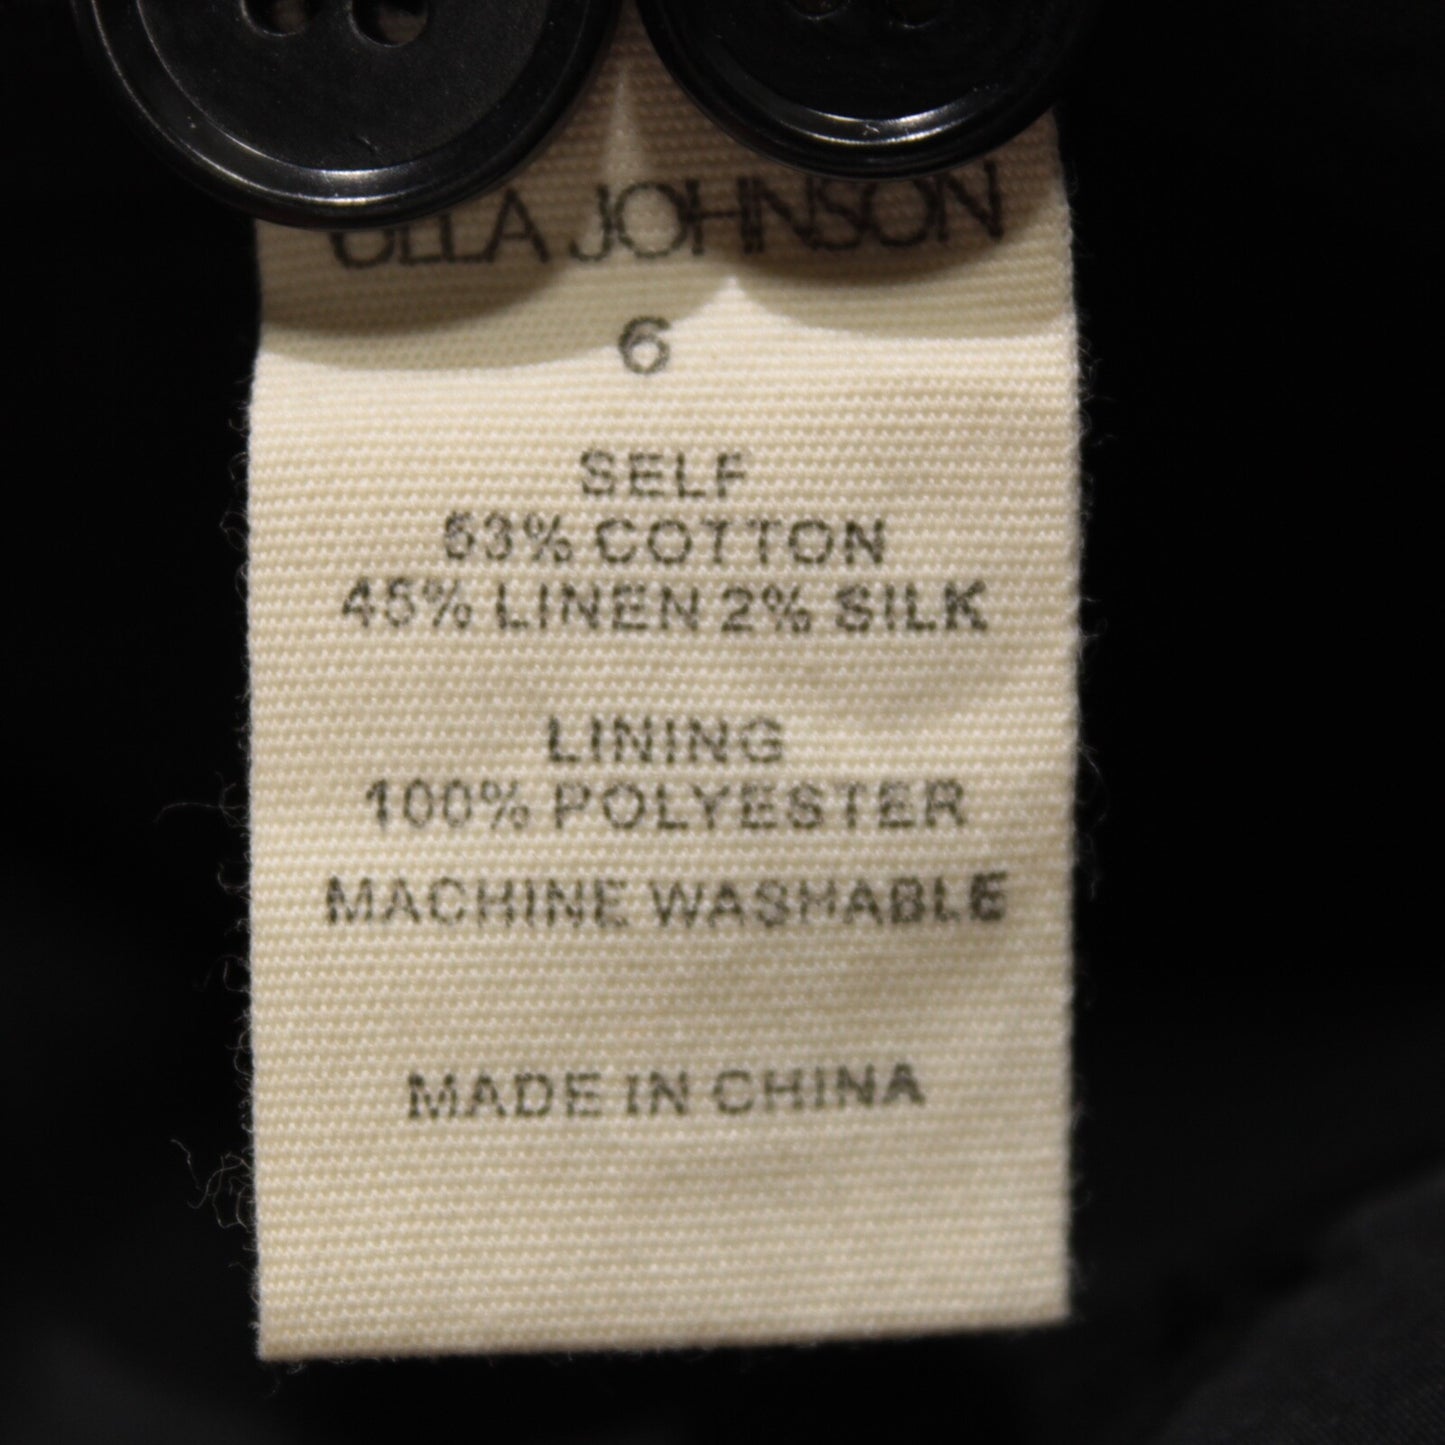 ULLA JOHNSON
6
SELF
53% COTTON
45% LINEN 2% SILK
LINING
100% POLYESTER
MACHINE WASHABLE
MADE IN CHINA